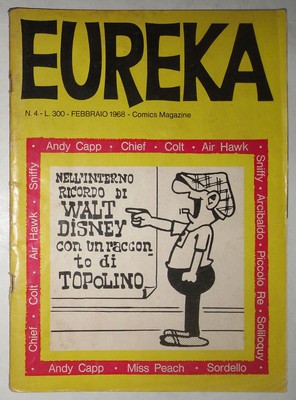 EUREKA
N. 4 - L. 300 - FEBBRAIO 1968 - Comics Magazine
Andy Capp • Chief • Colt • Air Hawk
Sniffy • Arcibaldo • Piccolo Re • Soliloquy
NELL'INTERNO
RICORDO DI
WALT
DISNEY
con un raccon-
to di
TOPOLINO
Chief • Colt • Air Hawk • Sniffy
Andy Capp • Miss Peach • Sordello